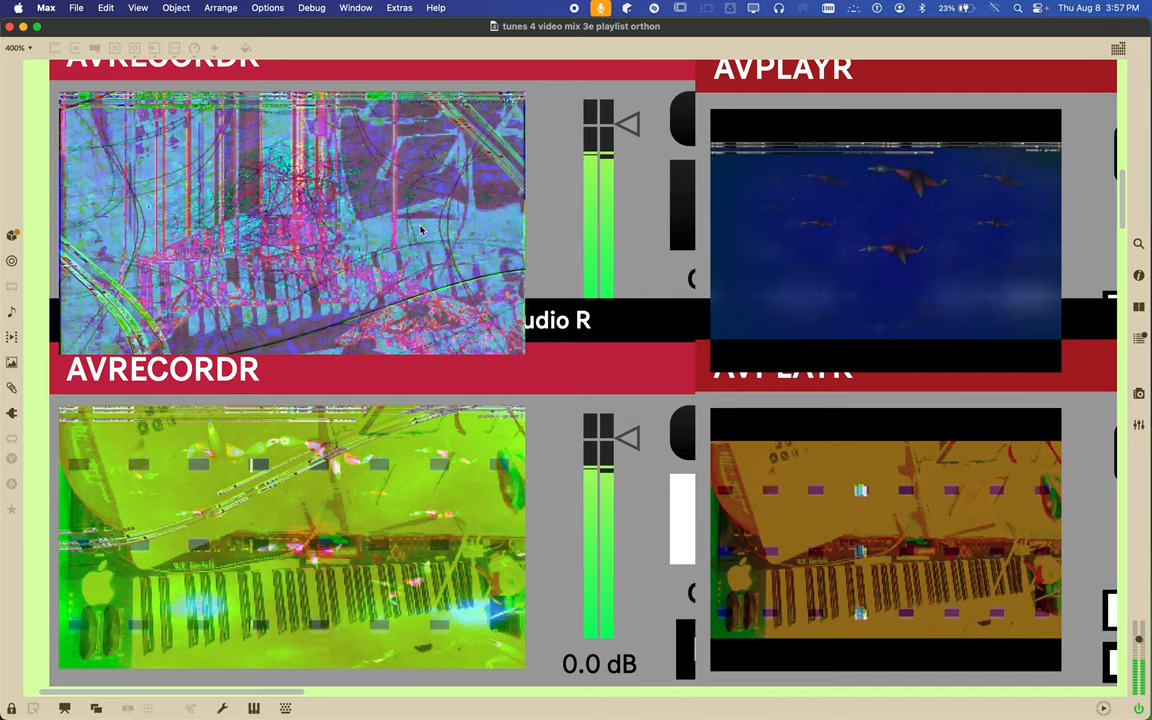 Max File Edit View Object Arrange Options Debug Window Extras Help 23% Thu Aug 8 3:57 PM
tunes 4 video mix 3e playlist orthon
400%
AVRECORDR
AVPLAYR
udio R
AVRECORDR
AVPLAYR
0.0 dB